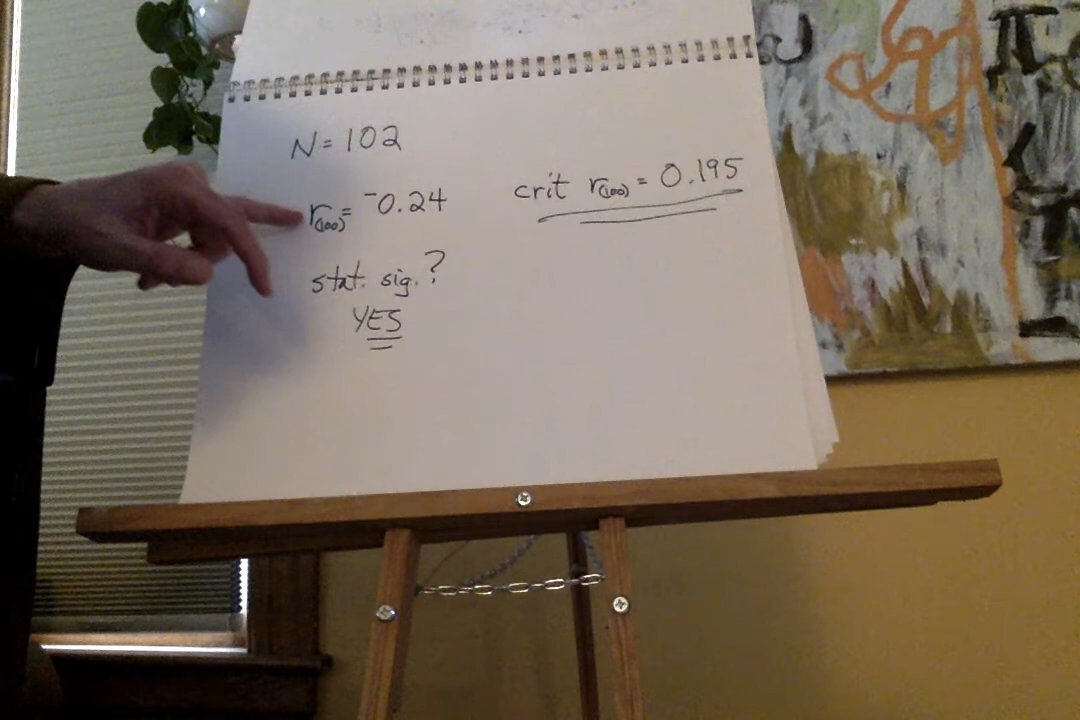 N = 102
r(100) = -0.24
crit r(100) = 0.195
stat. sig. ?
YES